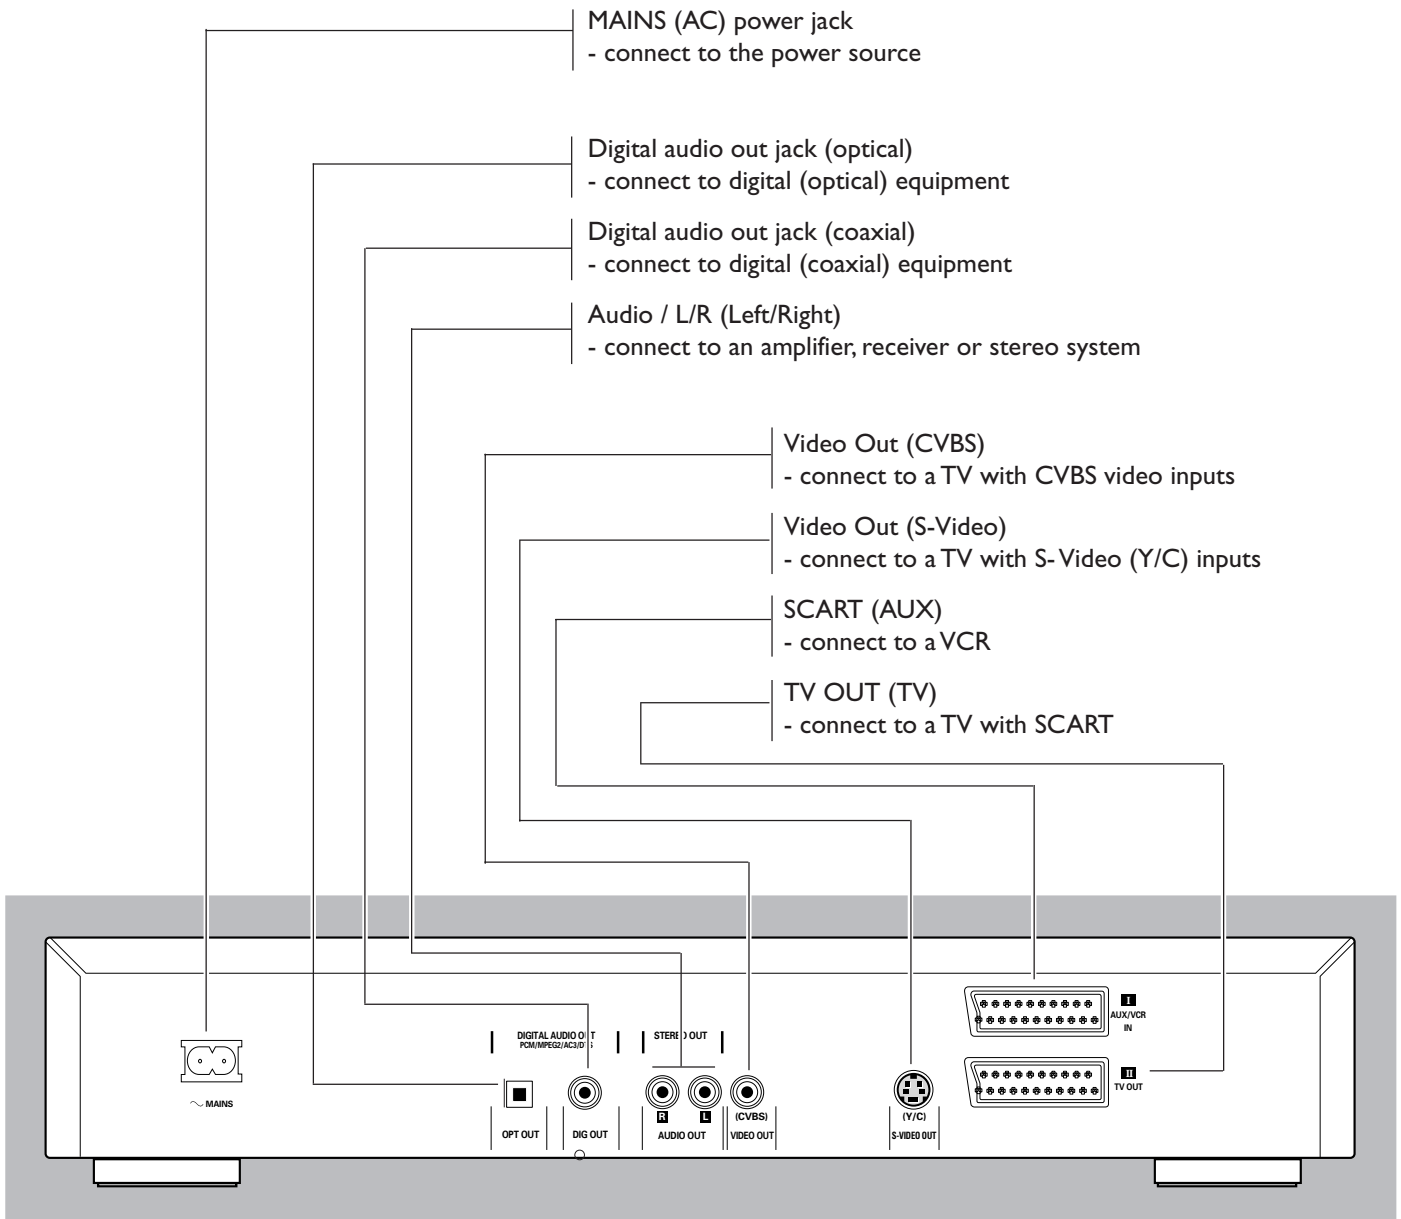 MAINS (AC) power jack
- connect to the power source
Digital audio out jack (optical)
- connect to digital (optical) equipment
Digital audio out jack (coaxial)
- connect to digital (coaxial) equipment
Audio / L/R (Left/Right)
- connect to an amplifier, receiver or stereo system
Video Out (CVBS)
- connect to a TV with CVBS video inputs
Video Out (S-Video)
- connect to a TV with S-Video (Y/C) inputs
SCART (AUX)
- connect to a VCR
TV OUT (TV)
- connect to a TV with SCART
I
AUX/VCR
IN
DIGITAL AUDIO OUT
PCM/MPEG2/AC3/DTS
STEREO OUT
II
TV OUT
~ MAINS
R L
(CVBS)
(Y/C)
OPT OUT
DIG OUT
AUDIO OUT
VIDEO OUT
S-VIDEO OUT